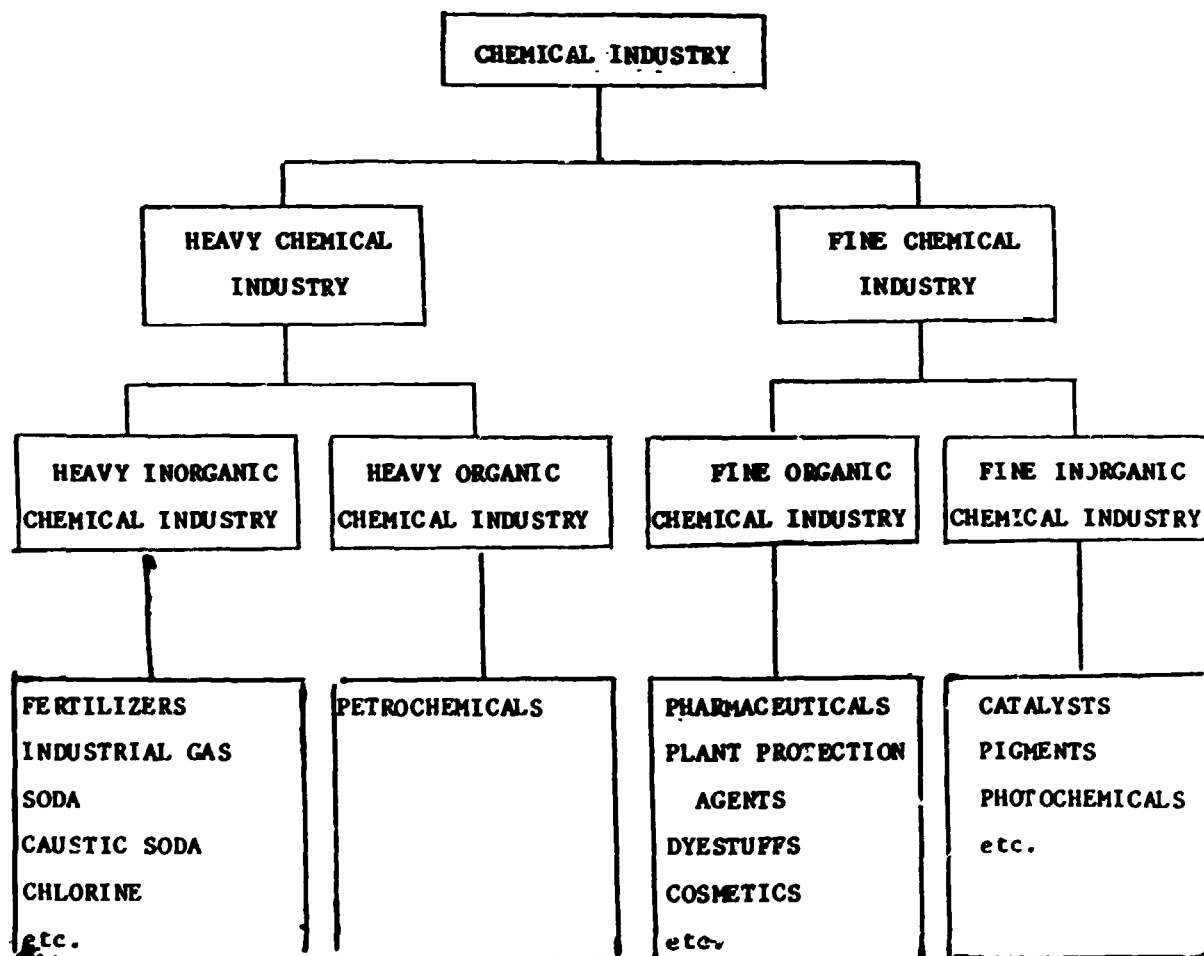 CHEMICAL INDUSTRY
HEAVY CHEMICAL
INDUSTRY
FINE CHEMICAL
INDUSTRY
HEAVY INORGANIC
CHEMICAL INDUSTRY
HEAVY ORGANIC
CHEMICAL INDUSTRY
FINE ORGANIC
CHEMICAL INDUSTRY
FINE INORGANIC
CHEMICAL INDUSTRY
FERTILIZERS
INDUSTRIAL GAS
SODA
CAUSTIC SODA
CHLORINE
etc.
PETROCHEMICALS
PHARMACEUTICALS
PLANT PROTECTION
AGENTS
DYESTUFFS
COSMETICS
etc.
CATALYSTS
PIGMENTS
PHOTOCHEMICALS
etc.